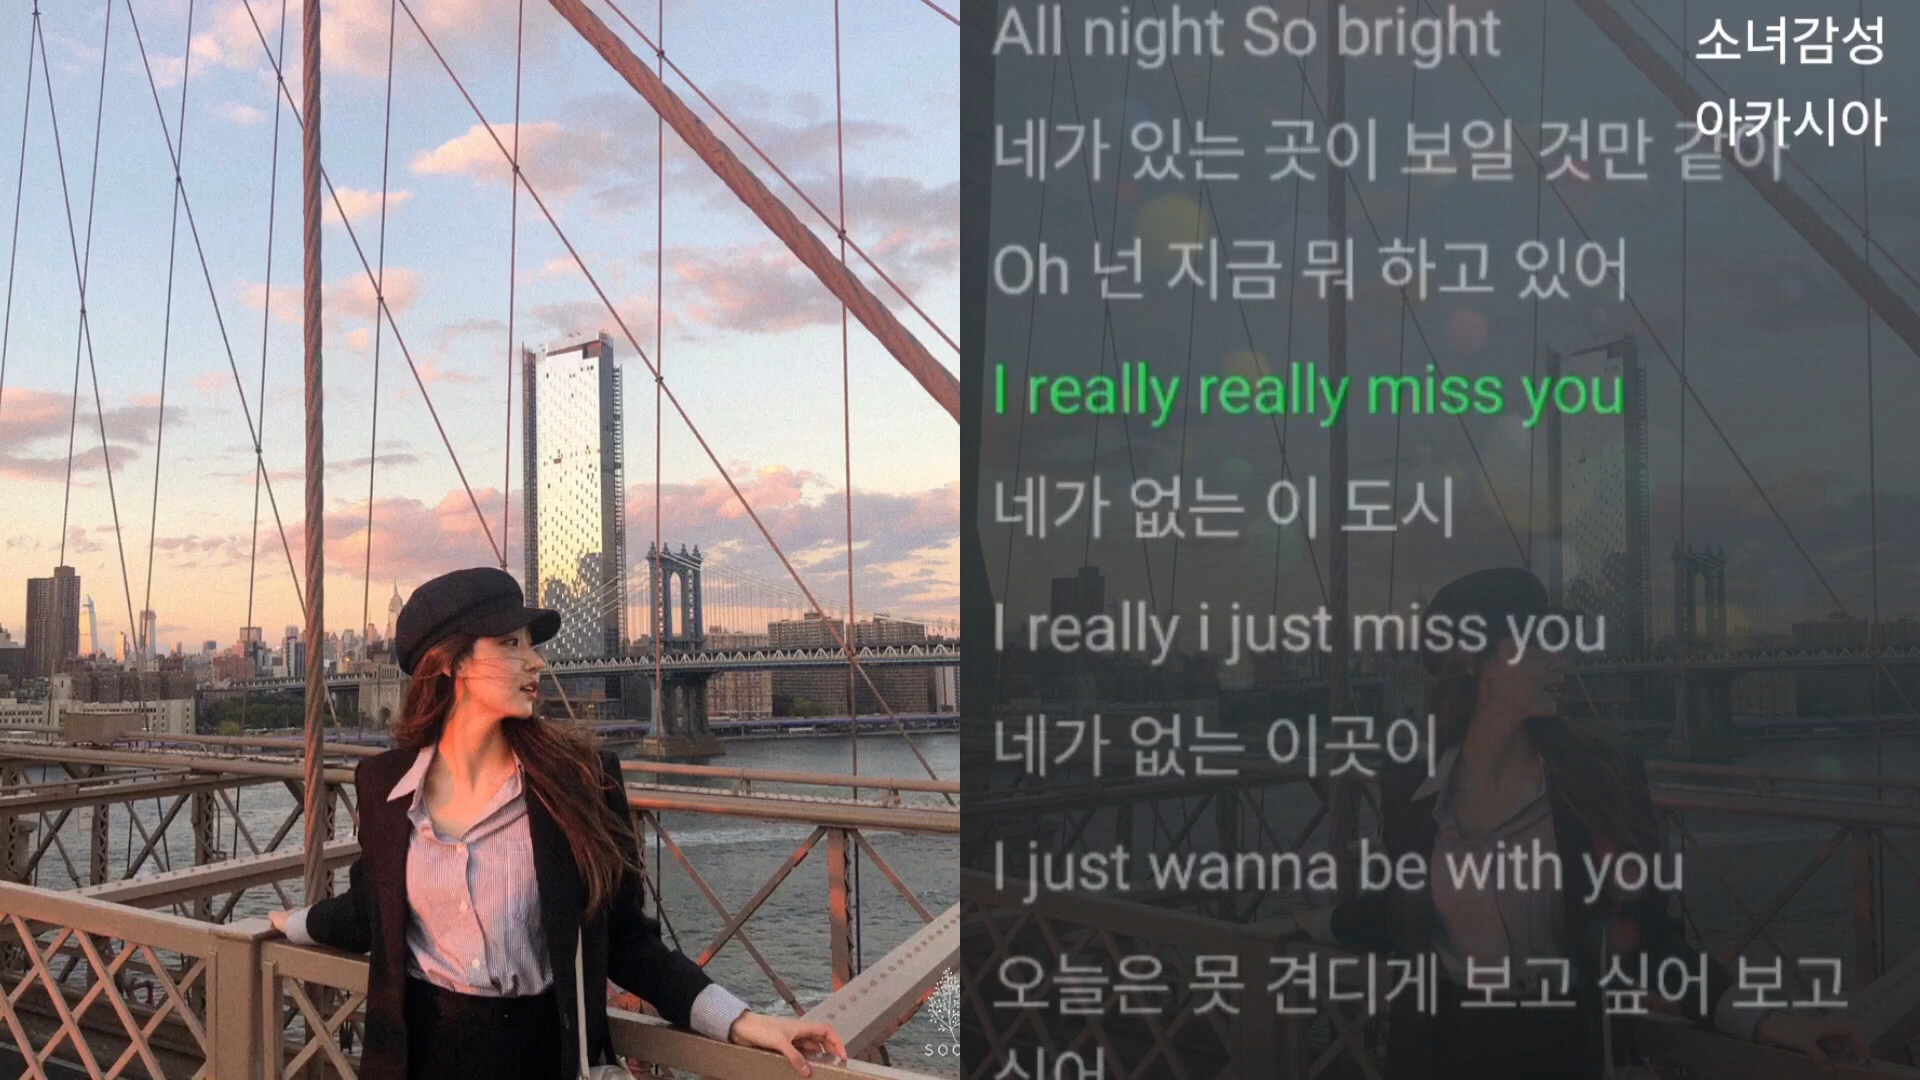 소녀감성
아카시아
All night So bright
네가 있는 곳이 보일 것만 같아
Oh 넌 지금 뭐 하고 있어
I really really miss you
네가 없는 이 도시
I really i just miss you
네가 없는 이곳이
I just wanna be with you
오늘은 못 견디게 보고 싶어 보고
싶어
SOO